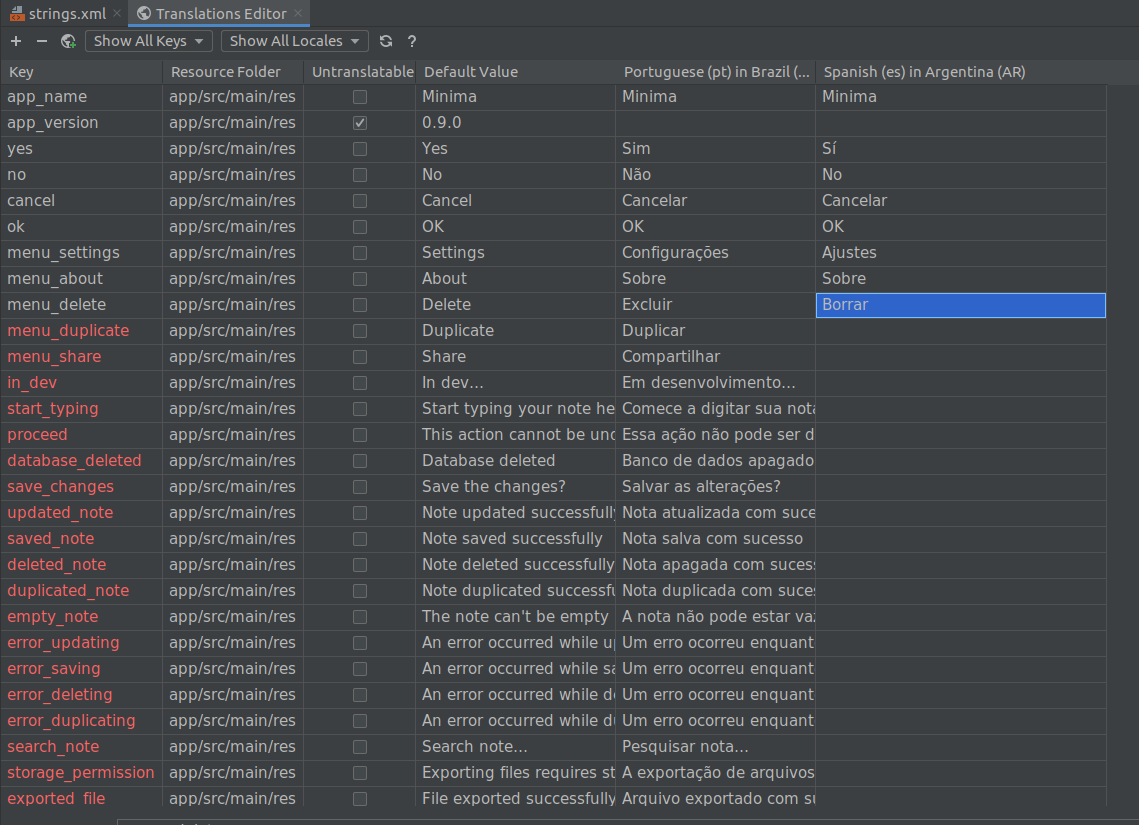 strings.xml Translations Editor
Show All Keys Show All Locales ?
Key Resource Folder Untranslatable Default Value Portuguese (pt) in Brazil (... Spanish (es) in Argentina (AR)
app_name app/src/main/res Minima Minima Minima
app_version app/src/main/res 0.9.0
yes app/src/main/res Yes Sim Sí
no app/src/main/res No Não No
cancel app/src/main/res Cancel Cancelar Cancelar
ok app/src/main/res OK OK OK
menu_settings app/src/main/res Settings Configurações Ajustes
menu_about app/src/main/res About Sobre Sobre
menu_delete app/src/main/res Delete Excluir Borrar
menu_duplicate app/src/main/res Duplicate Duplicar
menu_share app/src/main/res Share Compartilhar
in_dev app/src/main/res In dev... Em desenvolvimento...
start_typing app/src/main/res Start typing your note he Comece a digitar sua nota
proceed app/src/main/res This action cannot be und Essa ação não pode ser d
database_deleted app/src/main/res Database deleted Banco de dados apagado
save_changes app/src/main/res Save the changes? Salvar as alterações?
updated_note app/src/main/res Note updated successfully Nota atualizada com suce
saved_note app/src/main/res Note saved successfully Nota salva com sucesso
deleted_note app/src/main/res Note deleted successfully Nota apagada com suces
duplicated_note app/src/main/res Note duplicated successfu Nota duplicada com suce
empty_note app/src/main/res The note can't be empty A nota não pode estar vaz
error_updating app/src/main/res An error occurred while up Um erro ocorreu enquant
error_saving app/src/main/res An error occurred while sa Um erro ocorreu enquant
error_deleting app/src/main/res An error occurred while de Um erro ocorreu enquant
error_duplicating app/src/main/res An error occurred while du Um erro ocorreu enquant
search_note app/src/main/res Search note... Pesquisar nota...
storage_permission app/src/main/res Exporting files requires st A exportação de arquivos
exported_file app/src/main/res File exported successfully Arquivo exportado com su